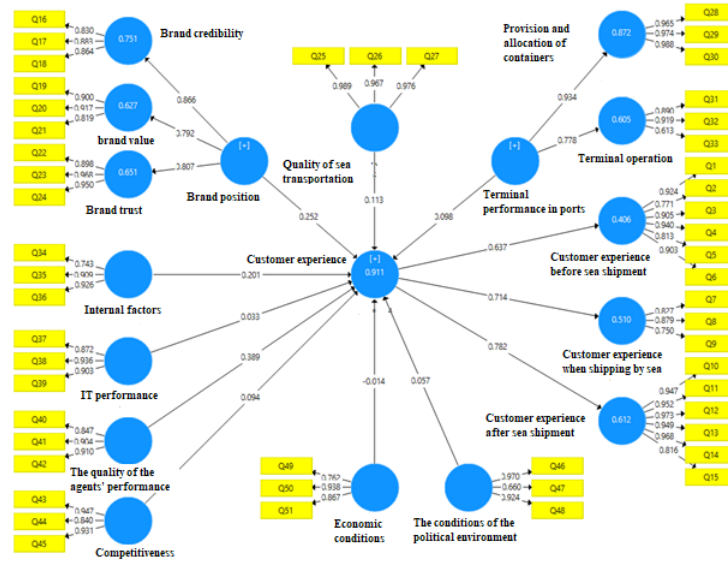 Q16
Q17
Q18
0.830
0.883
0.864
0.751
Brand credibility
Q19
Q20
Q21
0.900
0.917
0.819
0.627
brand value
Q22
Q23
Q24
0.898
0.968
0.950
0.651
Brand trust
0.866
0.792
0.807
[+]
Brand position
0.252
Q25
Q26
Q27
0.989
0.967
0.976
Quality of sea
transportation
0.113
Provision and
allocation of
containers
0.872
0.965
0.974
0.988
Q28
Q29
Q30
0.934
0.778
[+]
Terminal
performance in ports
0.098
0.605
Terminal operation
0.890
0.919
0.613
Q31
Q32
Q33
Customer experience
[+]
0.911
Q34
Q35
Q36
0.743
0.909
0.926
Internal factors
0.201
Q37
Q38
Q39
0.872
0.936
0.903
IT performance
0.033
Q40
Q41
Q42
0.847
0.904
0.910
The quality of the
agents' performance
0.389
Q43
Q44
Q45
0.947
0.840
0.931
Competitiveness
0.094
Q49
Q50
Q51
0.762
0.938
0.867
Economic
conditions
-0.014
0.057
The conditions of the
political environment
0.970
0.660
0.924
Q46
Q47
Q48
0.637
0.406
Customer experience
before sea shipment
0.924
0.771
0.905
0.940
0.813
0.903
Q1
Q2
Q3
Q4
Q5
Q6
0.714
0.510
Customer experience
when shipping by sea
0.827
0.879
0.750
Q7
Q8
Q9
0.782
0.612
Customer experience
after sea shipment
0.947
0.952
0.973
0.949
0.968
0.816
Q10
Q11
Q12
Q13
Q14
Q15